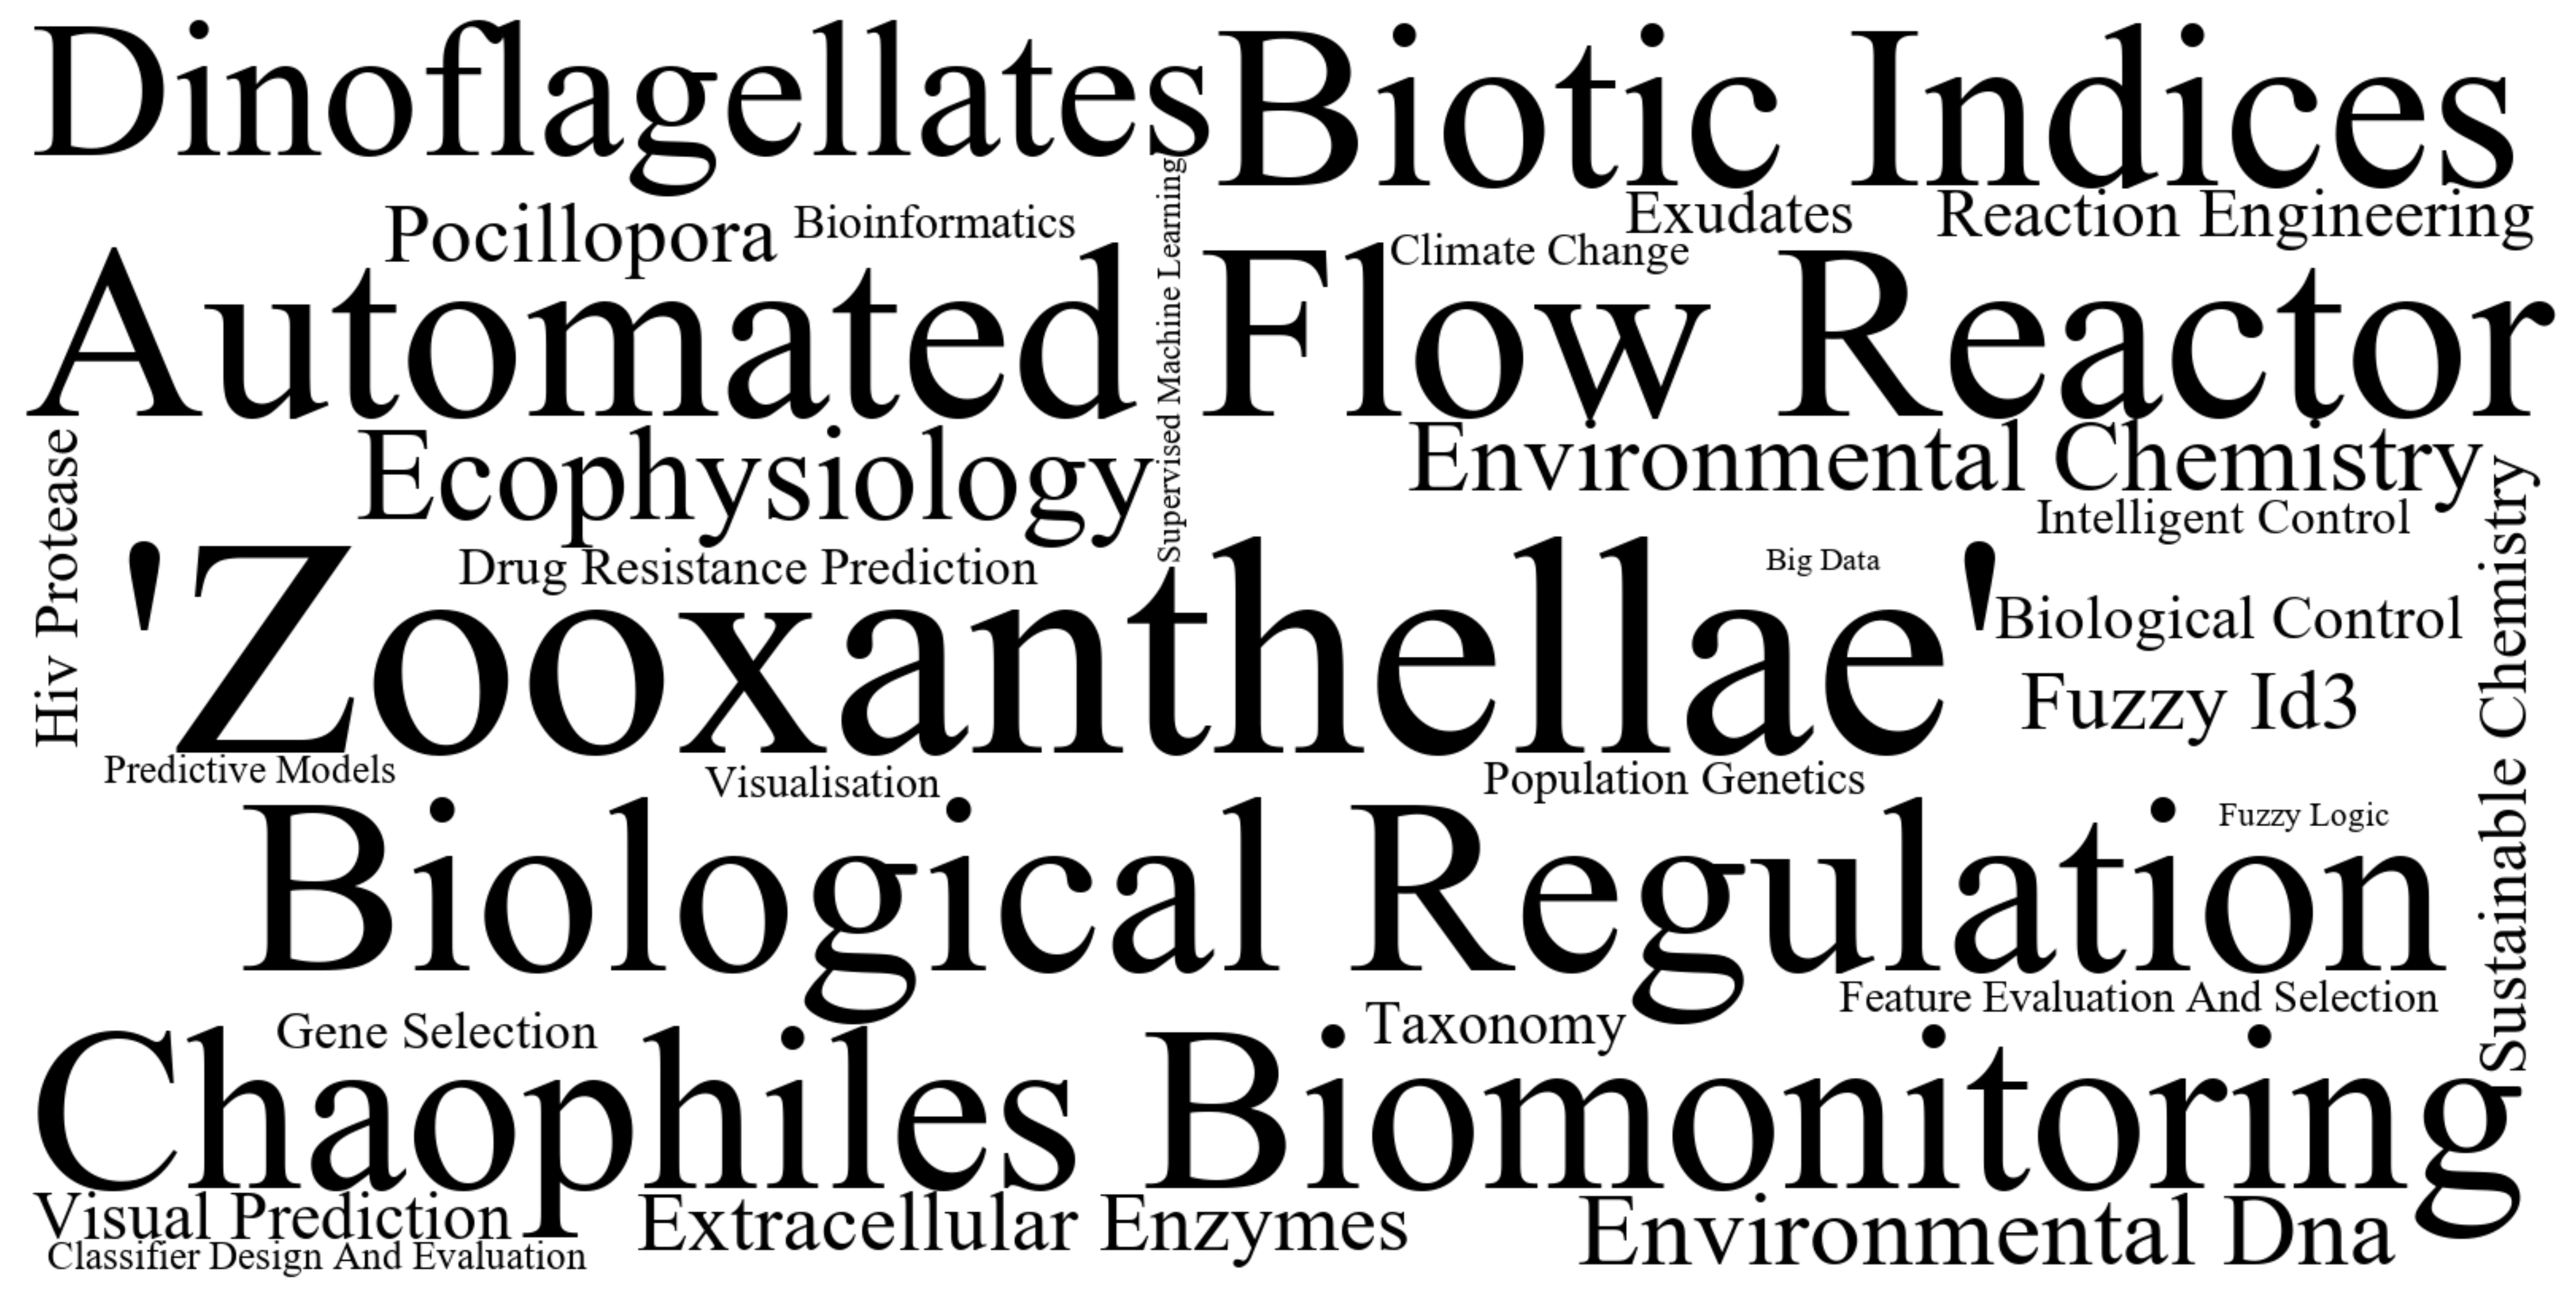 Dinoflagellates
Biotic Indices
Pocillopora
Bioinformatics
Supervised Machine Learning
Exudates
Reaction Engineering
Climate Change
Automated Flow Reactor
Hiv Protease
Ecophysiology
Environmental Chemistry
Intelligent Control
Drug Resistance Prediction
Big Data
'Zooxanthellae'
Biological Control
Fuzzy Id3
Sustainable Chemistry
Predictive Models
Visualisation
Population Genetics
Fuzzy Logic
Biological Regulation
Feature Evaluation And Selection
Gene Selection
Taxonomy
Chaophiles
Biomonitoring
Visual Prediction
Extracellular Enzymes
Environmental Dna
Classifier Design And Evaluation